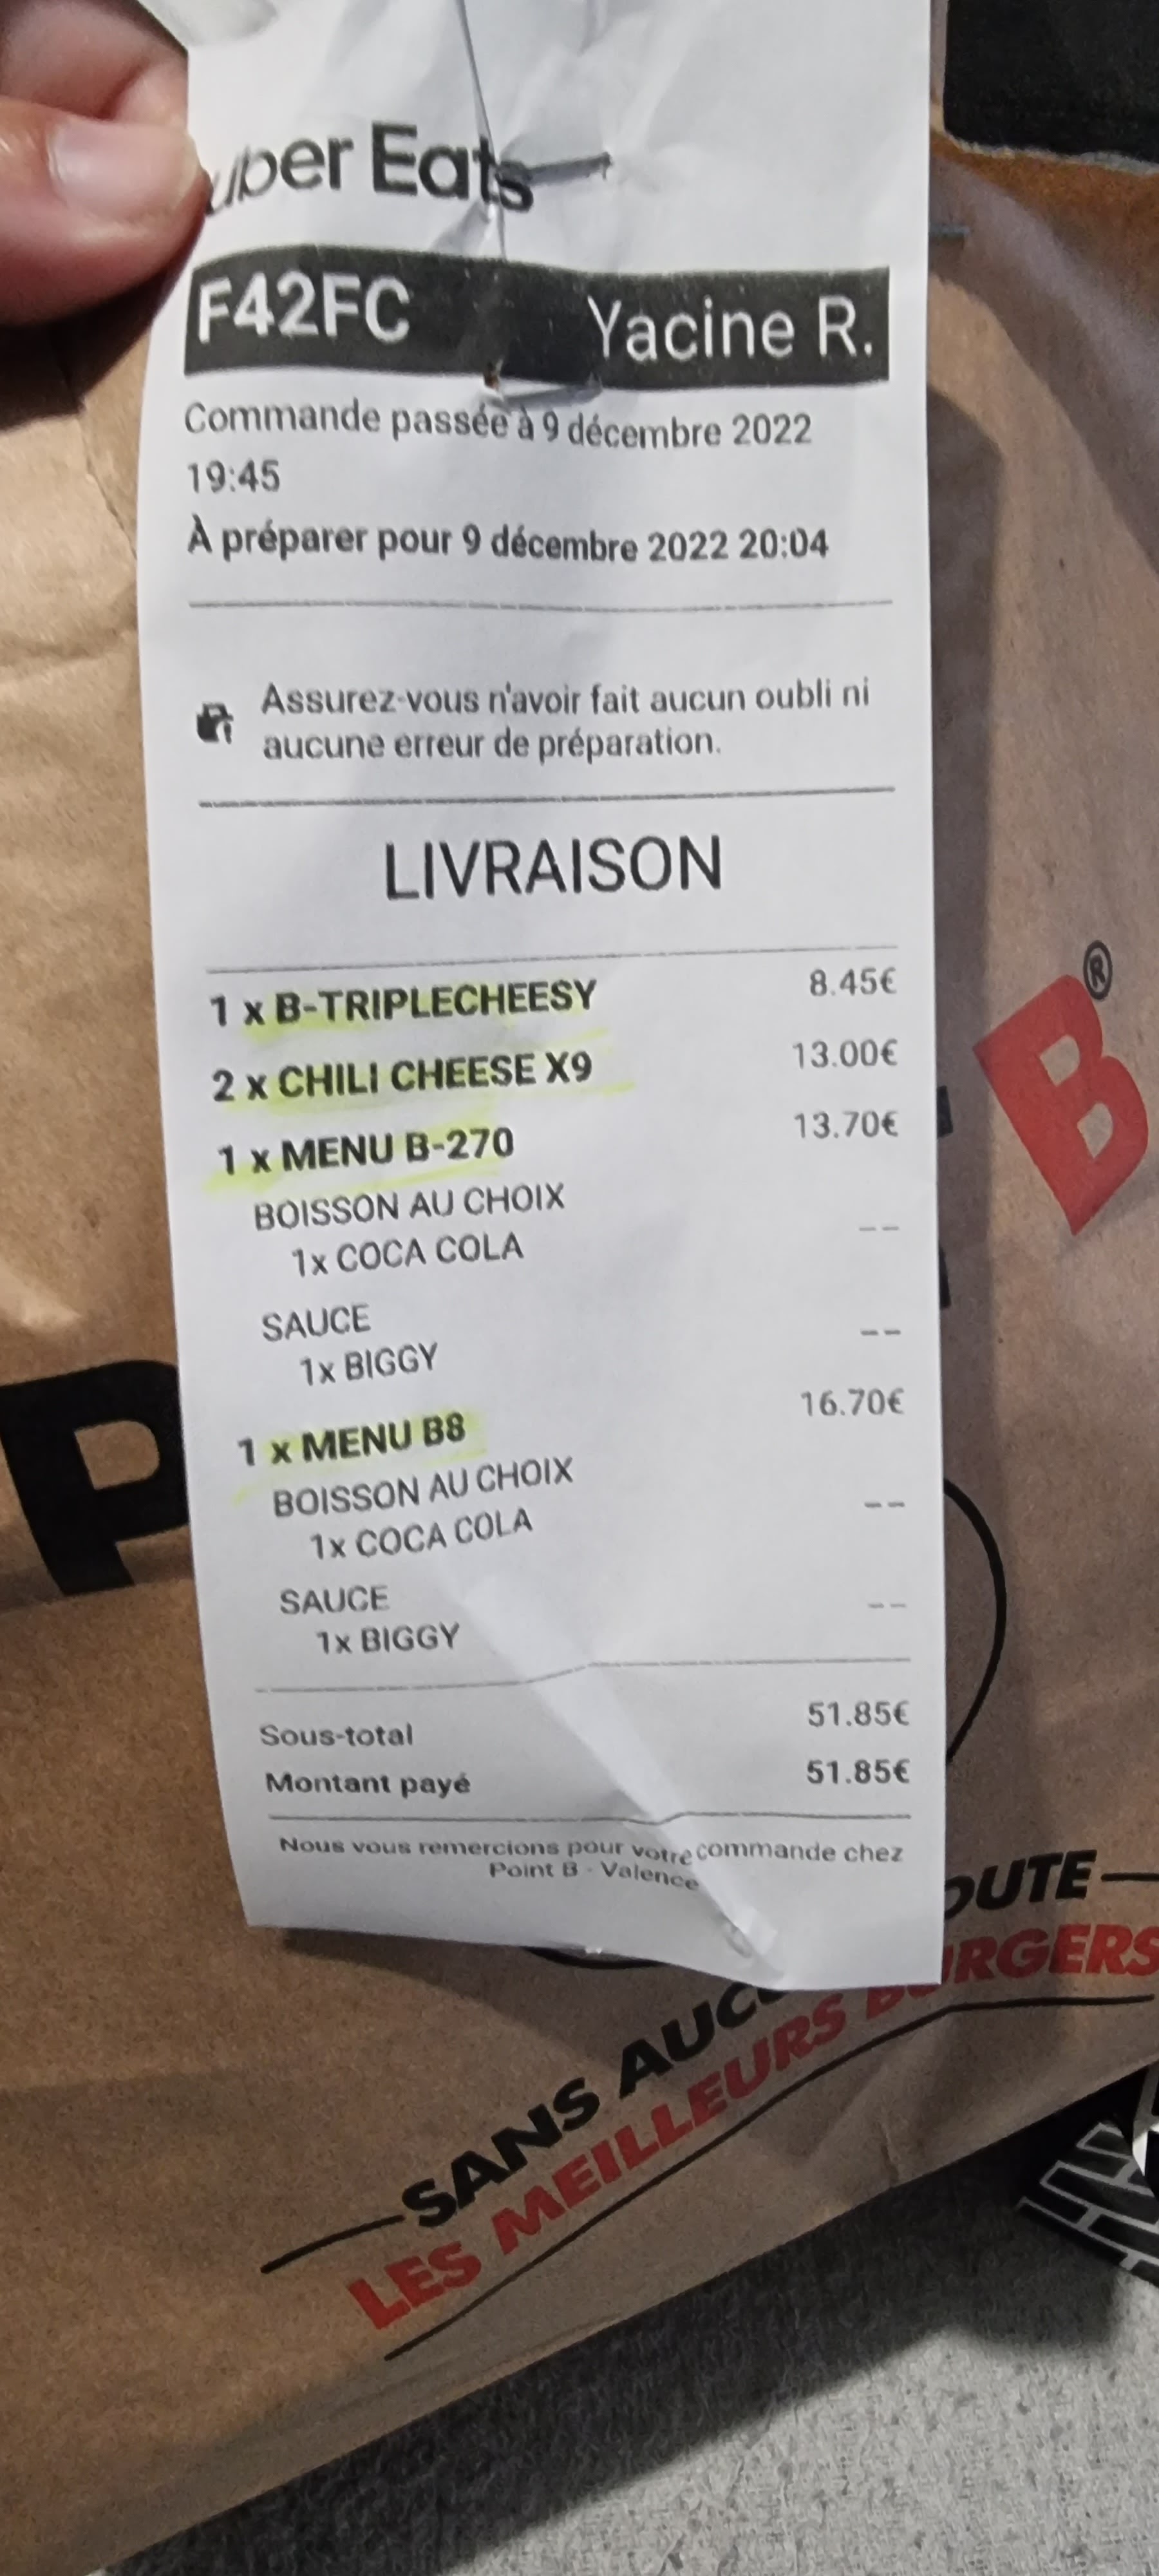 Uber Eats
F42FC Yacine R.
Commande passée à 9 décembre 2022
19:45
À préparer pour 9 décembre 2022 20:04
Assurez-vous n'avoir fait aucun oubli ni
aucune erreur de préparation.
LIVRAISON
1 x B-TRIPLECHEESY 8.45€
2 x CHILI CHEESE X9 13.00€
1 x MENU B-270 13.70€
BOISSON AU CHOIX
1x COCA COLA --
SAUCE
1x BIGGY --
1 x MENU B8 16.70€
BOISSON AU CHOIX
1x COCA COLA --
SAUCE
1x BIGGY --
Sous-total 51.85€
Montant payé 51.85€
Nous vous remercions pour votre commande chez
Point B - Valence
P
B®
SANS AUC OUTE
LES MEILLEURS BURGERS